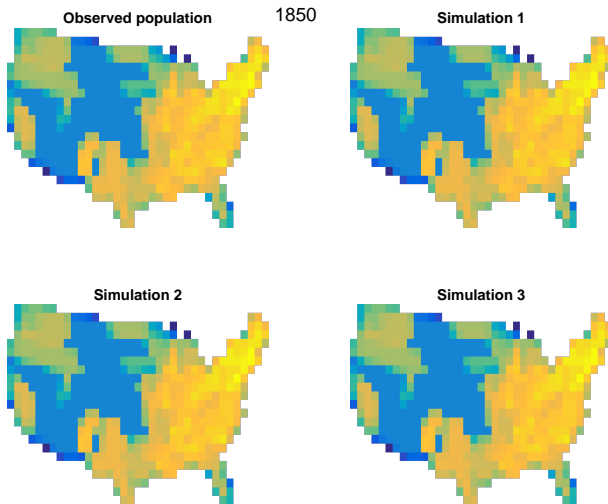 Observed population
1850
Simulation 1
Simulation 2
Simulation 3